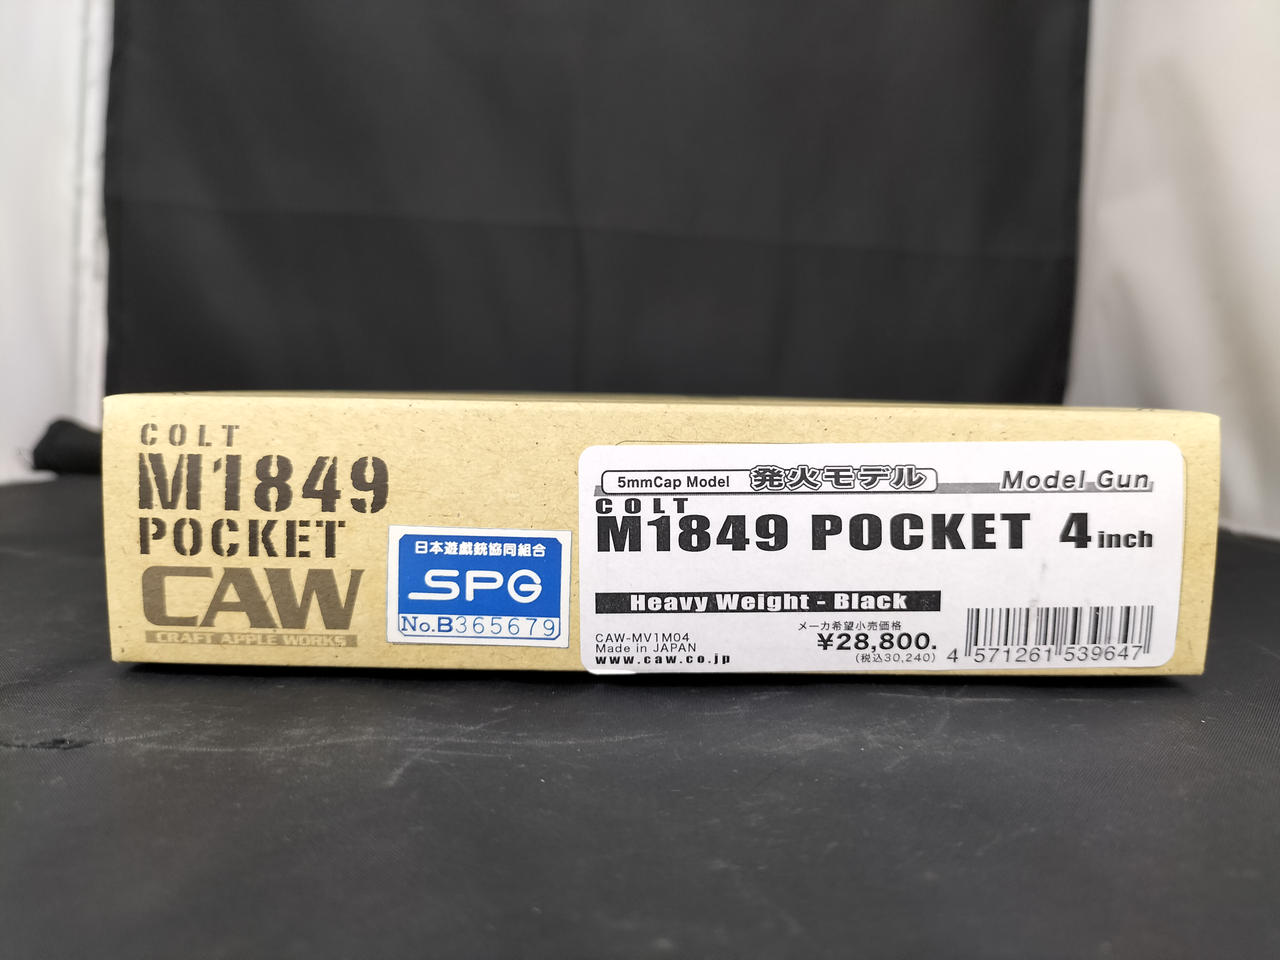 COLT
M1849
POCKET
CAW
CRAFT APPLE WORKS
日本遊戯銃協同組合
SPG
No.B365679
5mmCap Model 発火モデル Model Gun
COLT
M1849 POCKET 4 inch
Heavy Weight - Black
CAW-MV1M04
Made in JAPAN
www.caw.co.jp
メーカ希望小売価格
¥28,800.
(税込30,240)
4 571261 539647